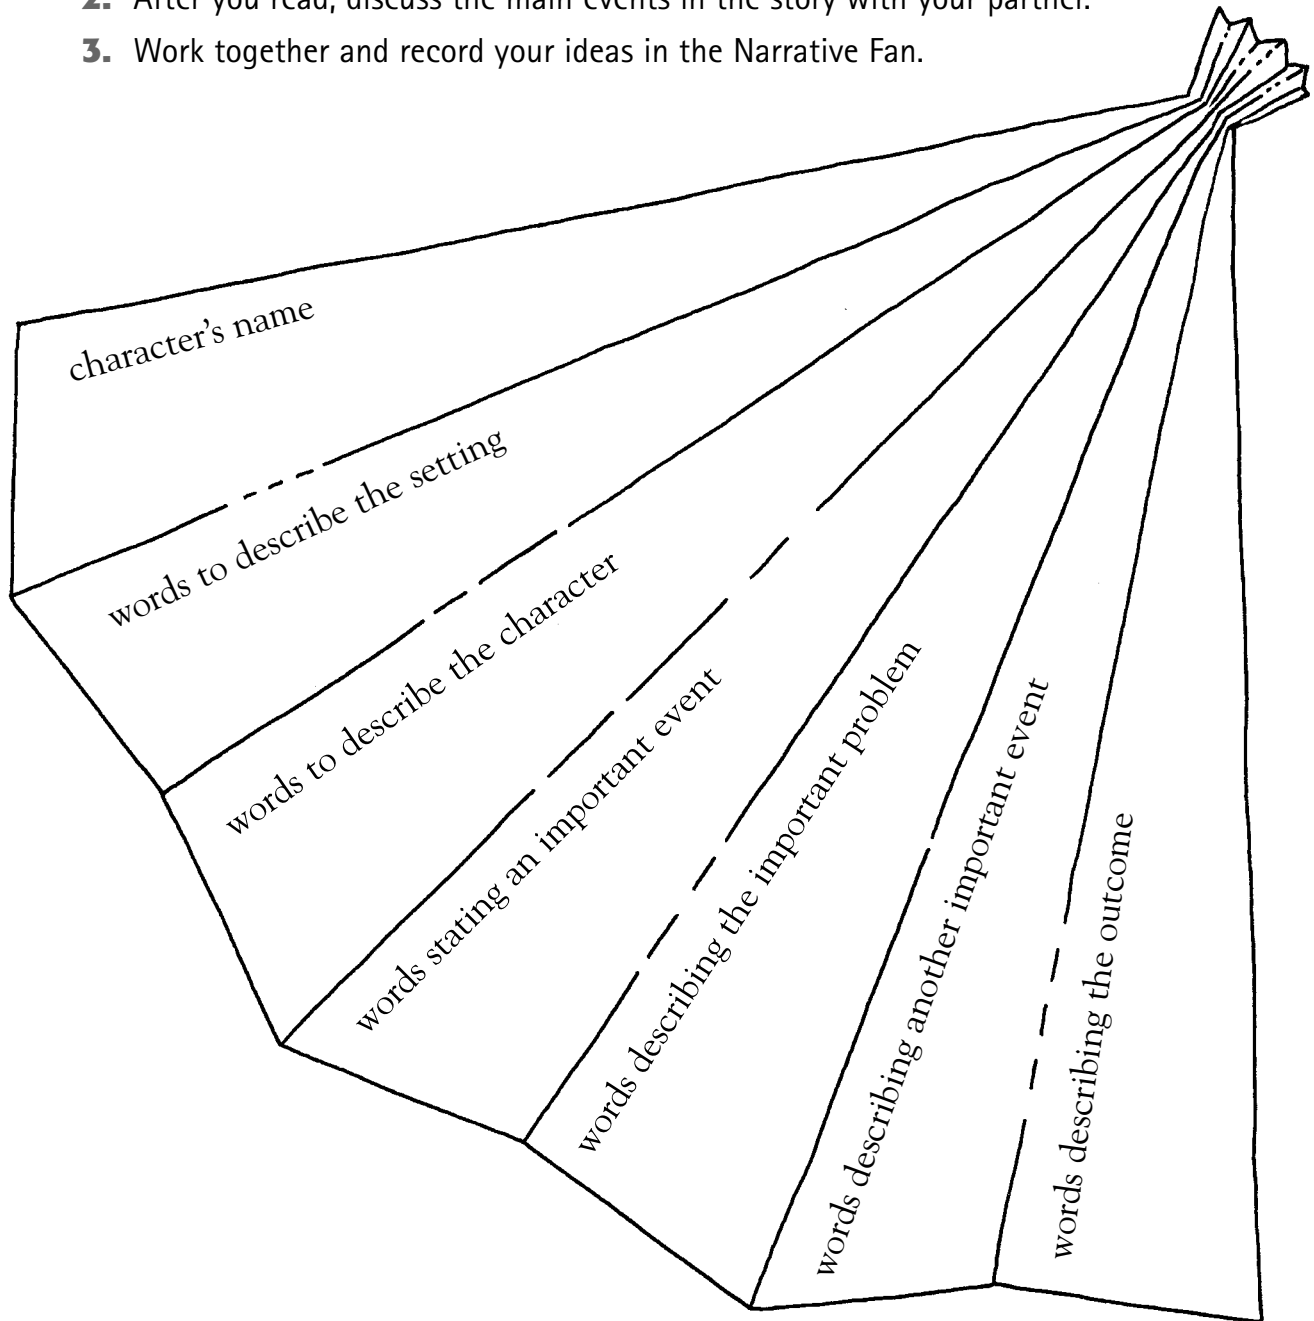 2. After you read, discuss the main events in the story with your partner.
3. Work together and record your ideas in the Narrative Fan.
character's name
words to describe the setting
words to describe the character
words stating an important event
words describing the important problem
words describing another important event
words describing the outcome